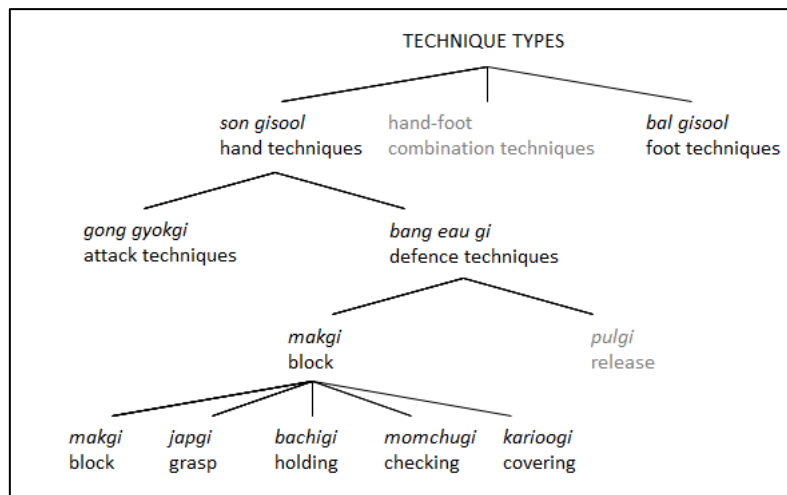 TECHNIQUE TYPES
son gisool
hand techniques
hand-foot
combination techniques
bal gisool
foot techniques
gong gyokgi
attack techniques
bang eau gi
defence techniques
makgi
block
pulgi
release
makgi
block
japgi
grasp
bachigi
holding
momchugi
checking
karioogi
covering